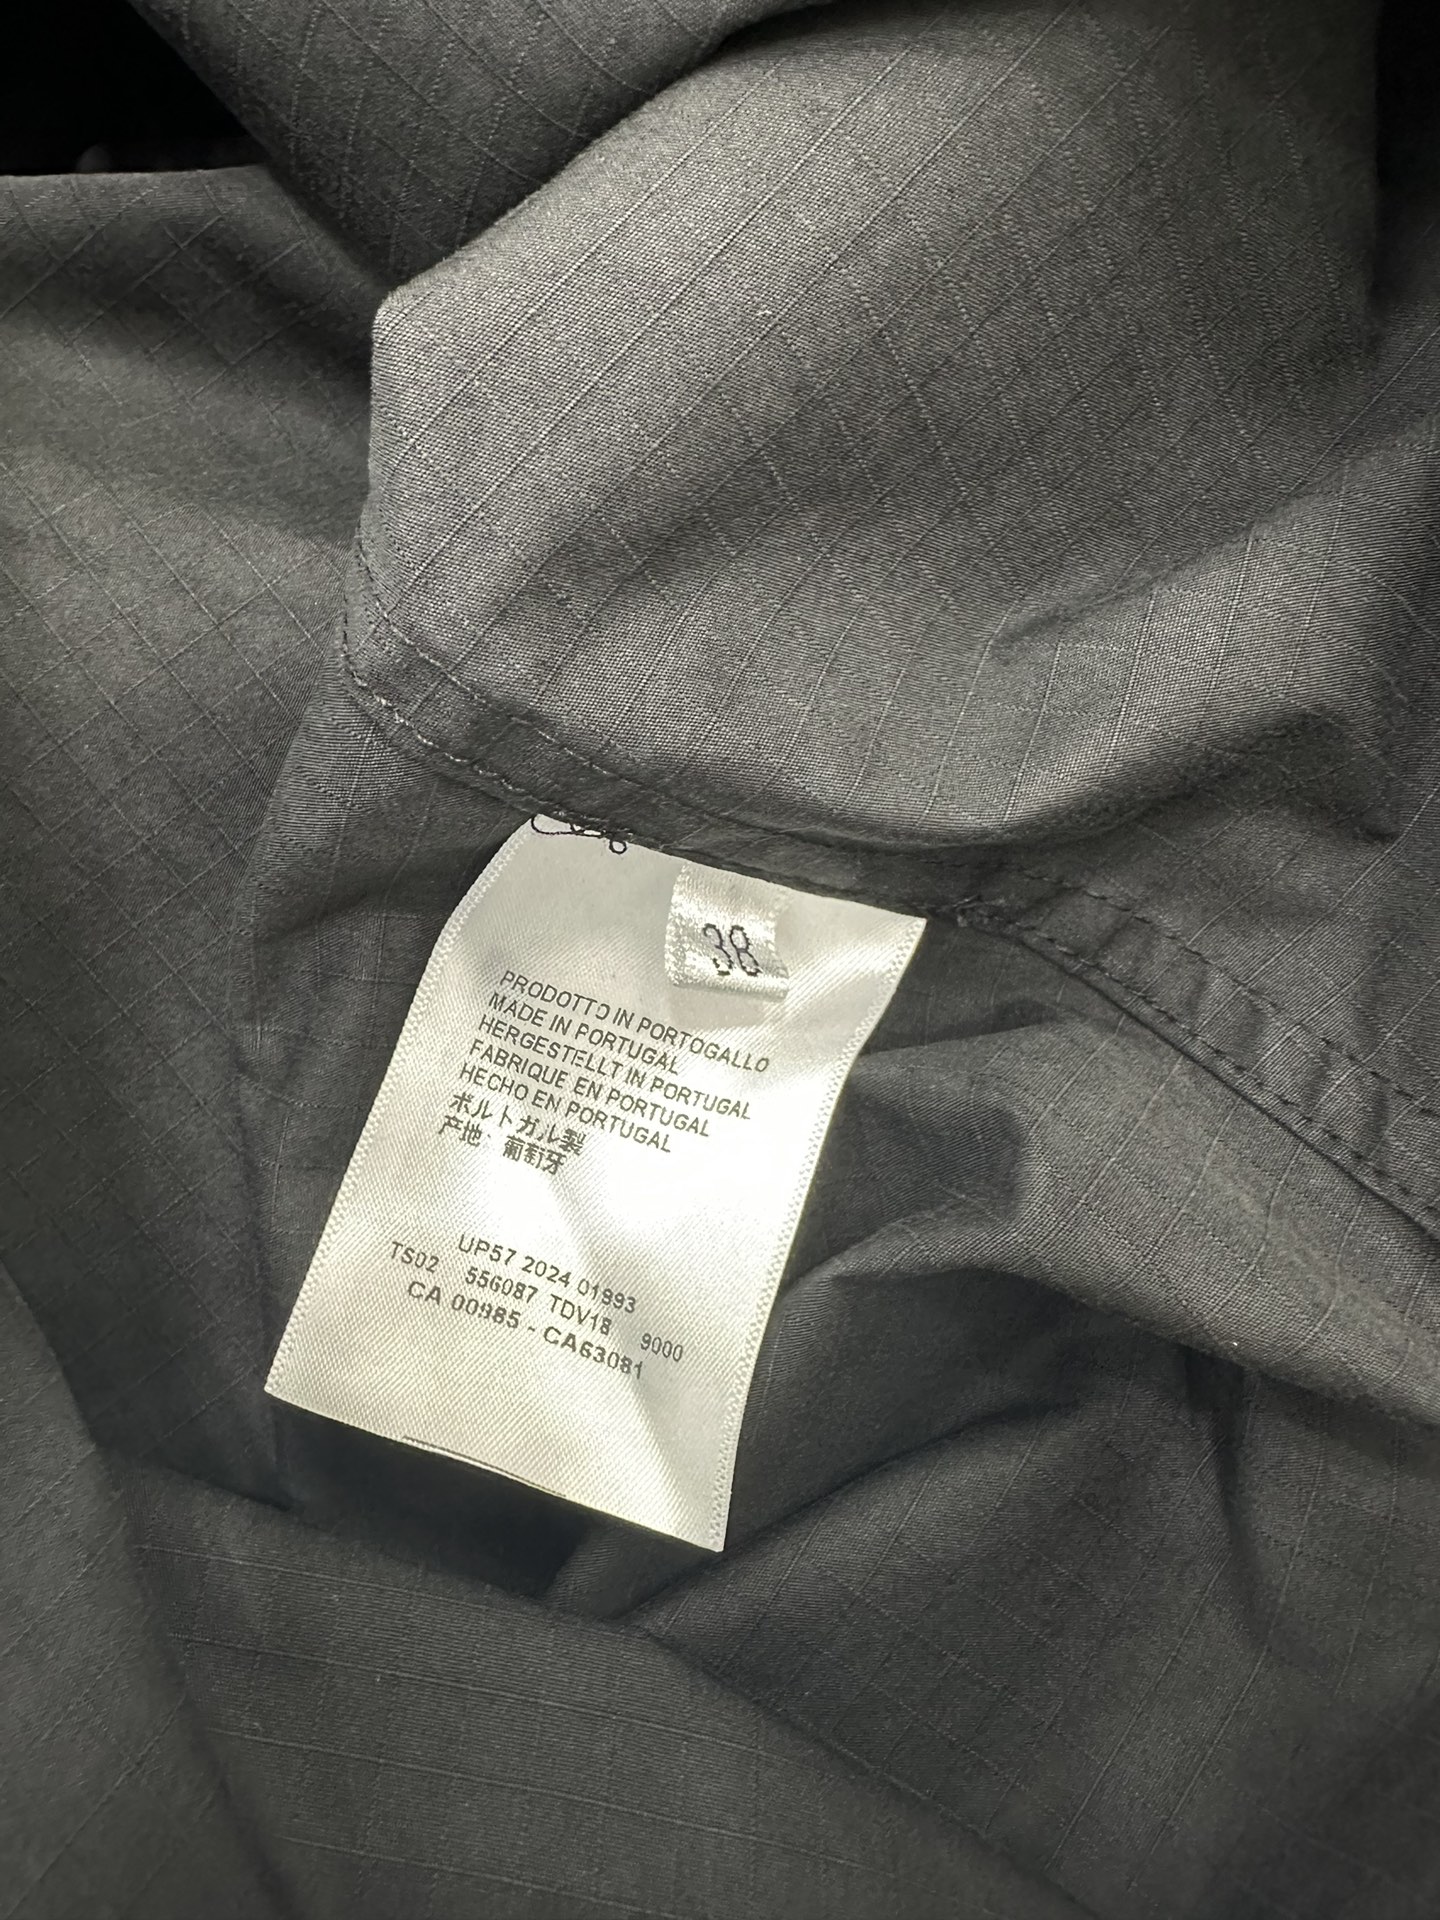 38
PRODOTTO IN PORTOGALLO
MADE IN PORTUGAL
HERGESTELLT IN PORTUGAL
FABRIQUE EN PORTUGAL
HECHO EN PORTUGAL
ポルトガル製
产地：葡萄牙
UP57 2024 01993
TS02 556087 TDV18 9000
CA 00985 - CA63081